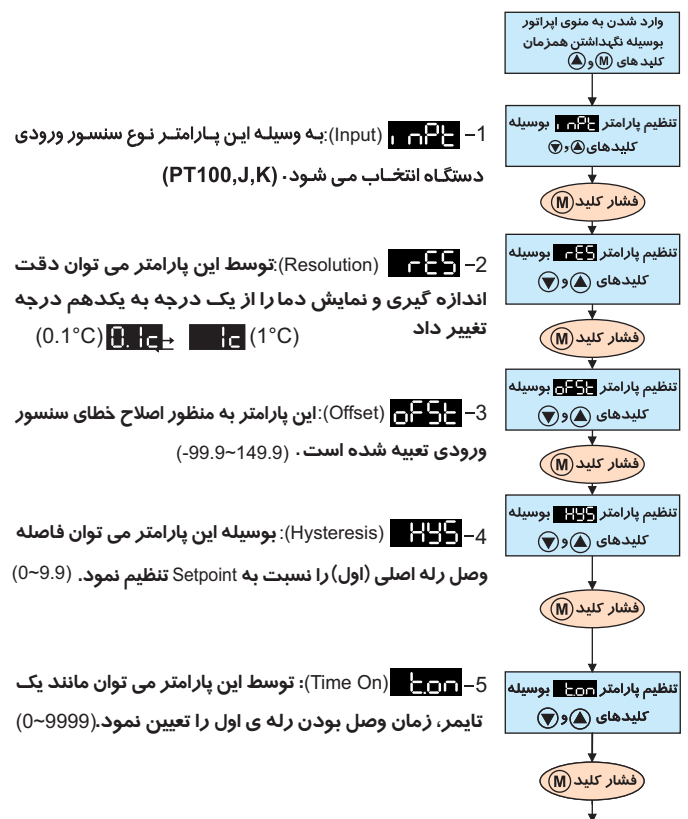 وارد شدن به منوی اپراتور
بوسیله نگهداشتن همزمان
کلید های M و ▲
تنظیم پارامتر inPt بوسیله
کلیدهای ▲ و ▼
فشار کلید M
تنظیم پارامتر rES بوسیله
کلیدهای ▲ و ▼
فشار کلید M
تنظیم پارامتر oFSt بوسیله
کلیدهای ▲ و ▼
فشار کلید M
تنظیم پارامتر HYS بوسیله
کلیدهای ▲ و ▼
فشار کلید M
تنظیم پارامتر t.on بوسیله
کلیدهای ▲ و ▼
فشار کلید M
1– inPt (Input): به وسیله این پارامتر نوع سنسور ورودی
دستگاه انتخاب می شود. (PT100,J,K)
2– rES (Resolution): توسط این پارامتر می توان دقت
اندازه گیری و نمایش دما را از یک درجه به یکدهم درجه
تغییر داد (1°C) 1c → 0.1c (0.1°C)
3– oFSt (Offset): این پارامتر به منظور اصلاح خطای سنسور
ورودی تعبیه شده است. (-99.9~149.9)
4– HYS (Hysteresis): بوسیله این پارامتر می توان فاصله
وصل رله اصلی (اول) را نسبت به Setpoint تنظیم نمود. (0~9.9)
5– t.on (Time On): توسط این پارامتر می توان مانند یک
تایمر، زمان وصل بودن رله ی اول را تعیین نمود. (0~9999)